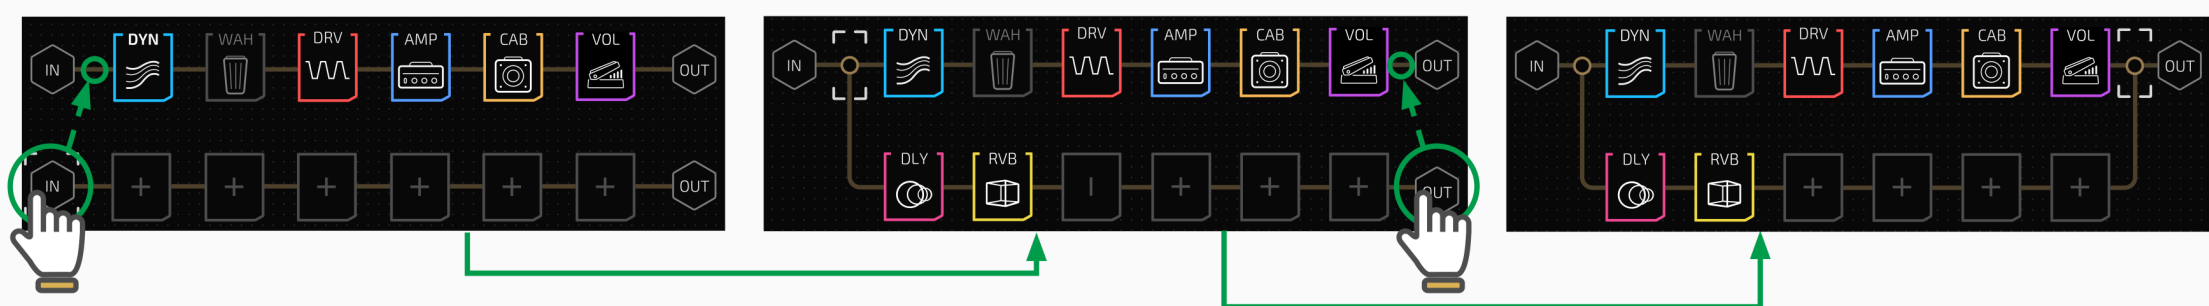 DYN WAH DRV AMP CAB VOL
IN OUT
IN OUT
DYN WAH DRV AMP CAB VOL
IN OUT
DLY RVB
OUT
DYN WAH DRV AMP CAB VOL
IN OUT
DLY RVB